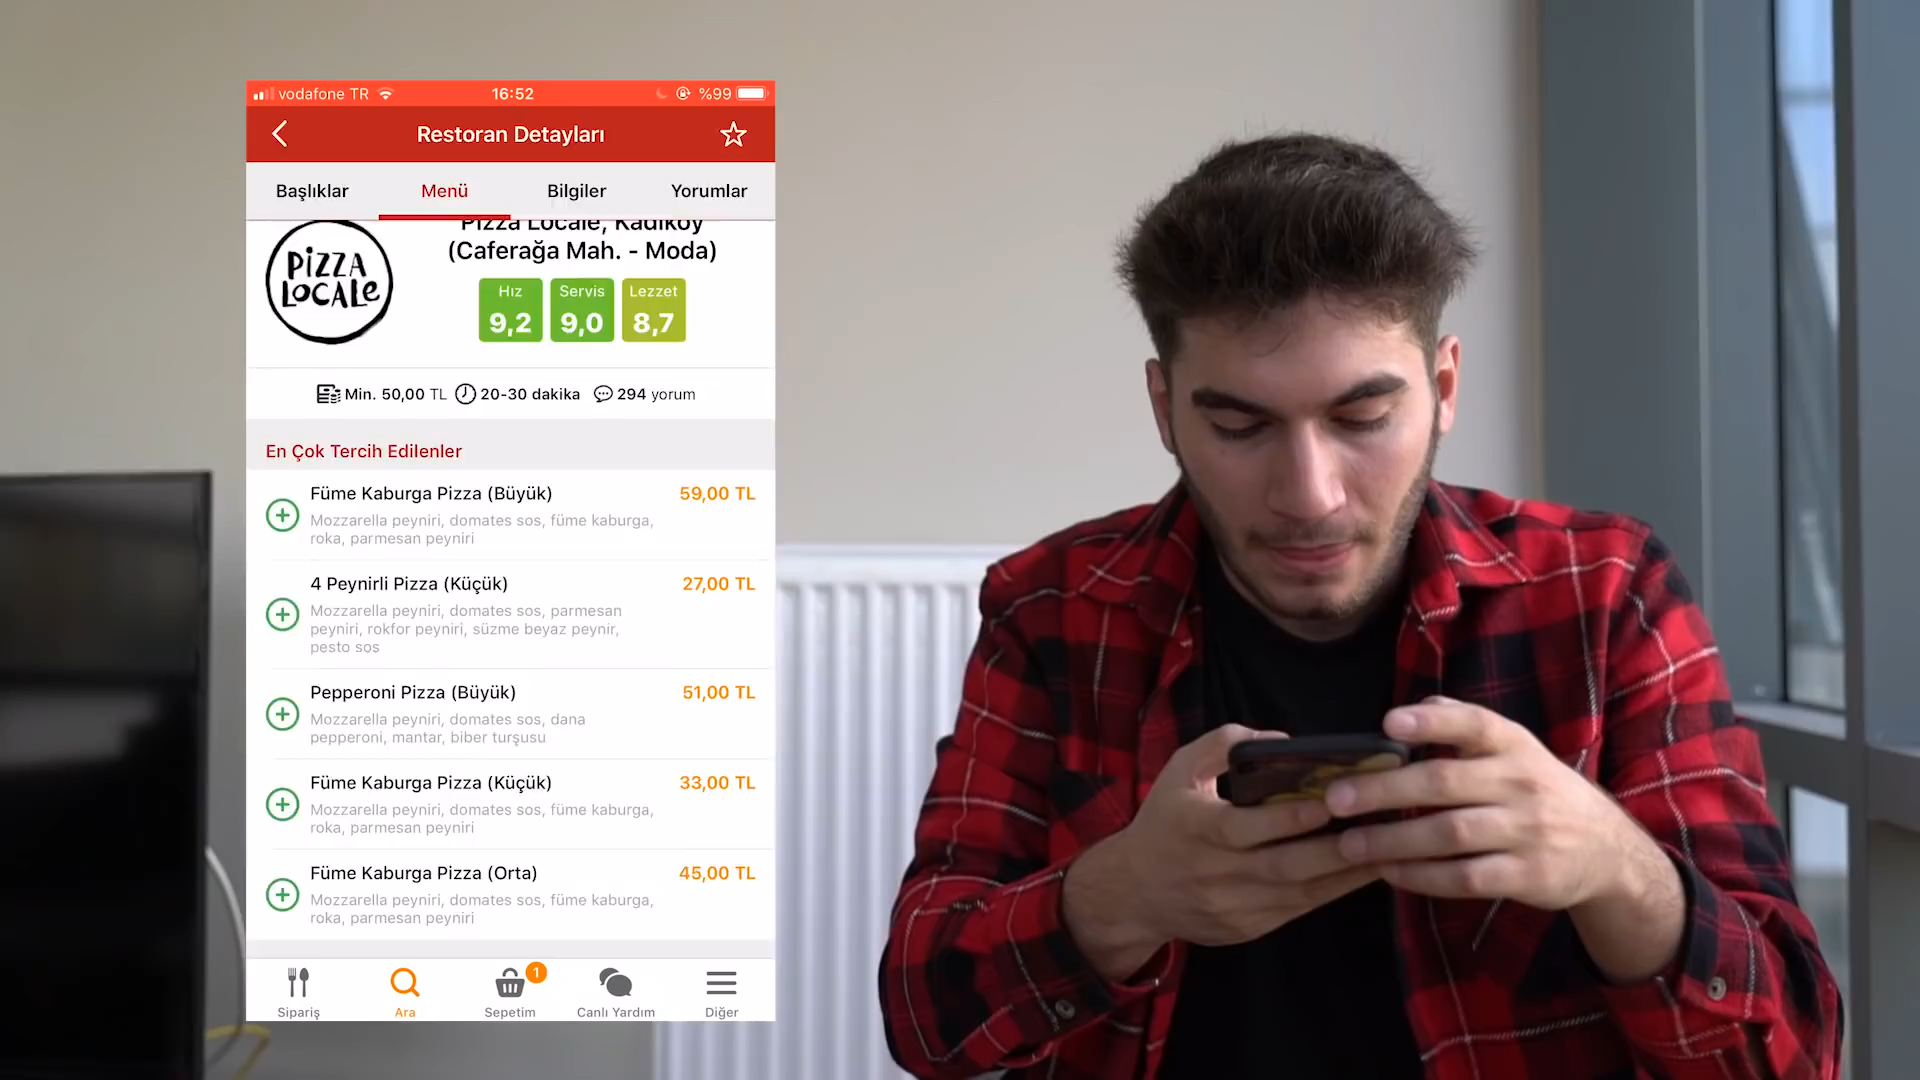 vodafone TR
16:52
%99
Restoran Detayları
Başlıklar
Menü
Bilgiler
Yorumlar
Pizza Locale, Kadıköy
(Caferağa Mah. - Moda)
PİZZA
LOCALE
Hız
9,2
Servis
9,0
Lezzet
8,7
Min. 50,00 TL
20-30 dakika
294 yorum
En Çok Tercih Edilenler
Füme Kaburga Pizza (Büyük)
59,00 TL
Mozzarella peyniri, domates sos, füme kaburga,
roka, parmesan peyniri
4 Peynirli Pizza (Küçük)
27,00 TL
Mozzarella peyniri, domates sos, parmesan
peyniri, rokfor peyniri, süzme beyaz peynir,
pesto sos
Pepperoni Pizza (Büyük)
51,00 TL
Mozzarella peyniri, domates sos, dana
pepperoni, mantar, biber turşusu
Füme Kaburga Pizza (Küçük)
33,00 TL
Mozzarella peyniri, domates sos, füme kaburga,
roka, parmesan peyniri
Füme Kaburga Pizza (Orta)
45,00 TL
Mozzarella peyniri, domates sos, füme kaburga,
roka, parmesan peyniri
1
Sipariş
Ara
Sepetim
Canlı Yardım
Diğer